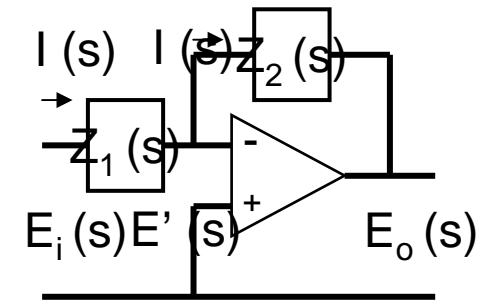 I (s) I (s) Z₂ (s)
Z₁ (s) -
+
Eᵢ (s) E' (s) Eₒ (s)